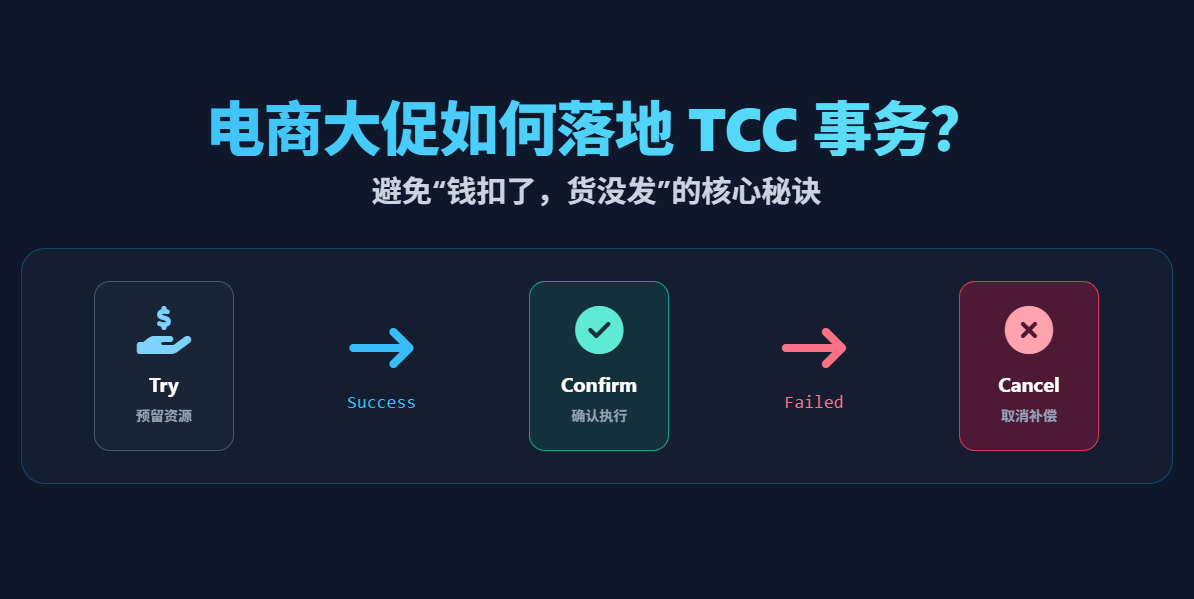 电商大促如何落地 TCC 事务？
避免“钱扣了，货没发”的核心秘诀
Try
预留资源
Success
Confirm
确认执行
Failed
Cancel
取消补偿